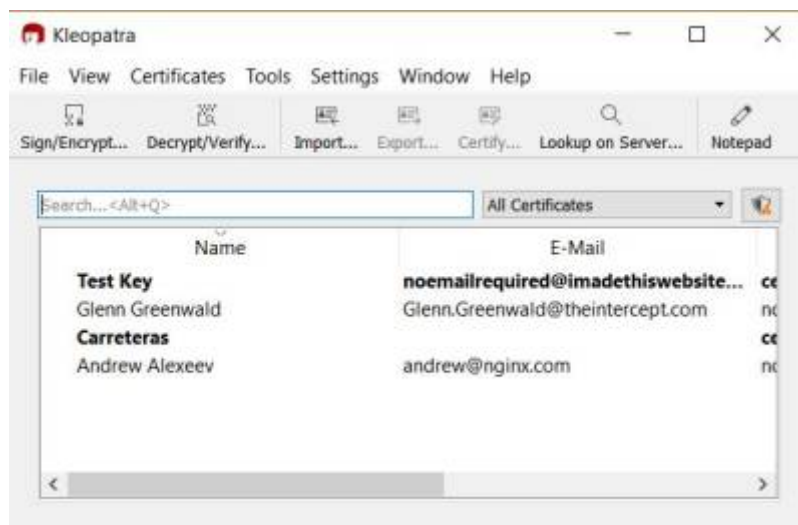 Kleopatra
File View Certificates Tools Settings Window Help
Sign/Encrypt... Decrypt/Verify... Import... Export... Certify... Lookup on Server... Notepad
Search...<Alt+Q> All Certificates
Name E-Mail
Test Key noemailrequired@imadethiswebsite... ce
Glenn Greenwald Glenn.Greenwald@theintercept.com
Carreteras ce
Andrew Alexeev andrew@nginx.com